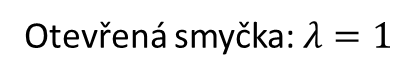 Otevřená smyčka: λ = 1